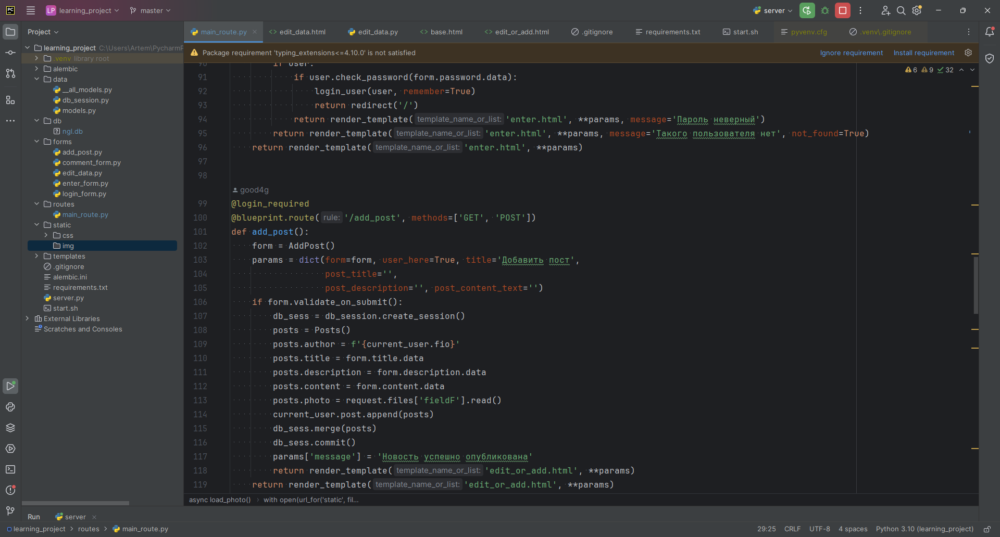 PC LP learning_project master server
Project
main_route.py edit_data.html edit_data.py base.html edit_or_add.html .gitignore requirements.txt start.sh pyvenv.cfg .venv\.gitignore
Package requirement 'typing_extensions<=4.10.0' is not satisfied Ignore requirement Install requirement
6 9 32
learning_project C:\Users\Artem\PycharmP
.venv library root
alembic
data
__all_models.py
db_session.py
models.py
db
ngl.db
forms
add_post.py
comment_form.py
edit_data.py
enter_form.py
login_form.py
routes
main_route.py
static
css
img
templates
.gitignore
alembic.ini
requirements.txt
server.py
start.sh
External Libraries
Scratches and Consoles
90 if user:
91 if user.check_password(form.password.data):
92 login_user(user, remember=True)
93 return redirect('/')
94 return render_template(template_name_or_list: 'enter.html', **params, message='Пароль неверный')
95 return render_template(template_name_or_list: 'enter.html', **params, message='Такого пользователя нет', not_found=True)
96 return render_template(template_name_or_list: 'enter.html', **params)
97
98
good4g
99 @login_required
100 @blueprint.route(rule: '/add_post', methods=['GET', 'POST'])
101 def add_post():
102 form = AddPost()
103 params = dict(form=form, user_here=True, title='Добавить пост',
104 post_title='',
105 post_description='', post_content_text='')
106 if form.validate_on_submit():
107 db_sess = db_session.create_session()
108 posts = Posts()
109 posts.author = f'{current_user.fio}'
110 posts.title = form.title.data
111 posts.description = form.description.data
112 posts.content = form.content.data
113 posts.photo = request.files['fieldF'].read()
114 current_user.post.append(posts)
115 db_sess.merge(posts)
116 db_sess.commit()
117 params['message'] = 'Новость успешно опубликована'
118 return render_template(template_name_or_list: 'edit_or_add.html', **params)
119 return render_template(template_name_or_list: 'edit_or_add.html', **params)
async load_photo() › with open(url_for('static', fil...
Run server
learning_project > routes > main_route.py 29:25 CRLF UTF-8 4 spaces Python 3.10 (learning_project)